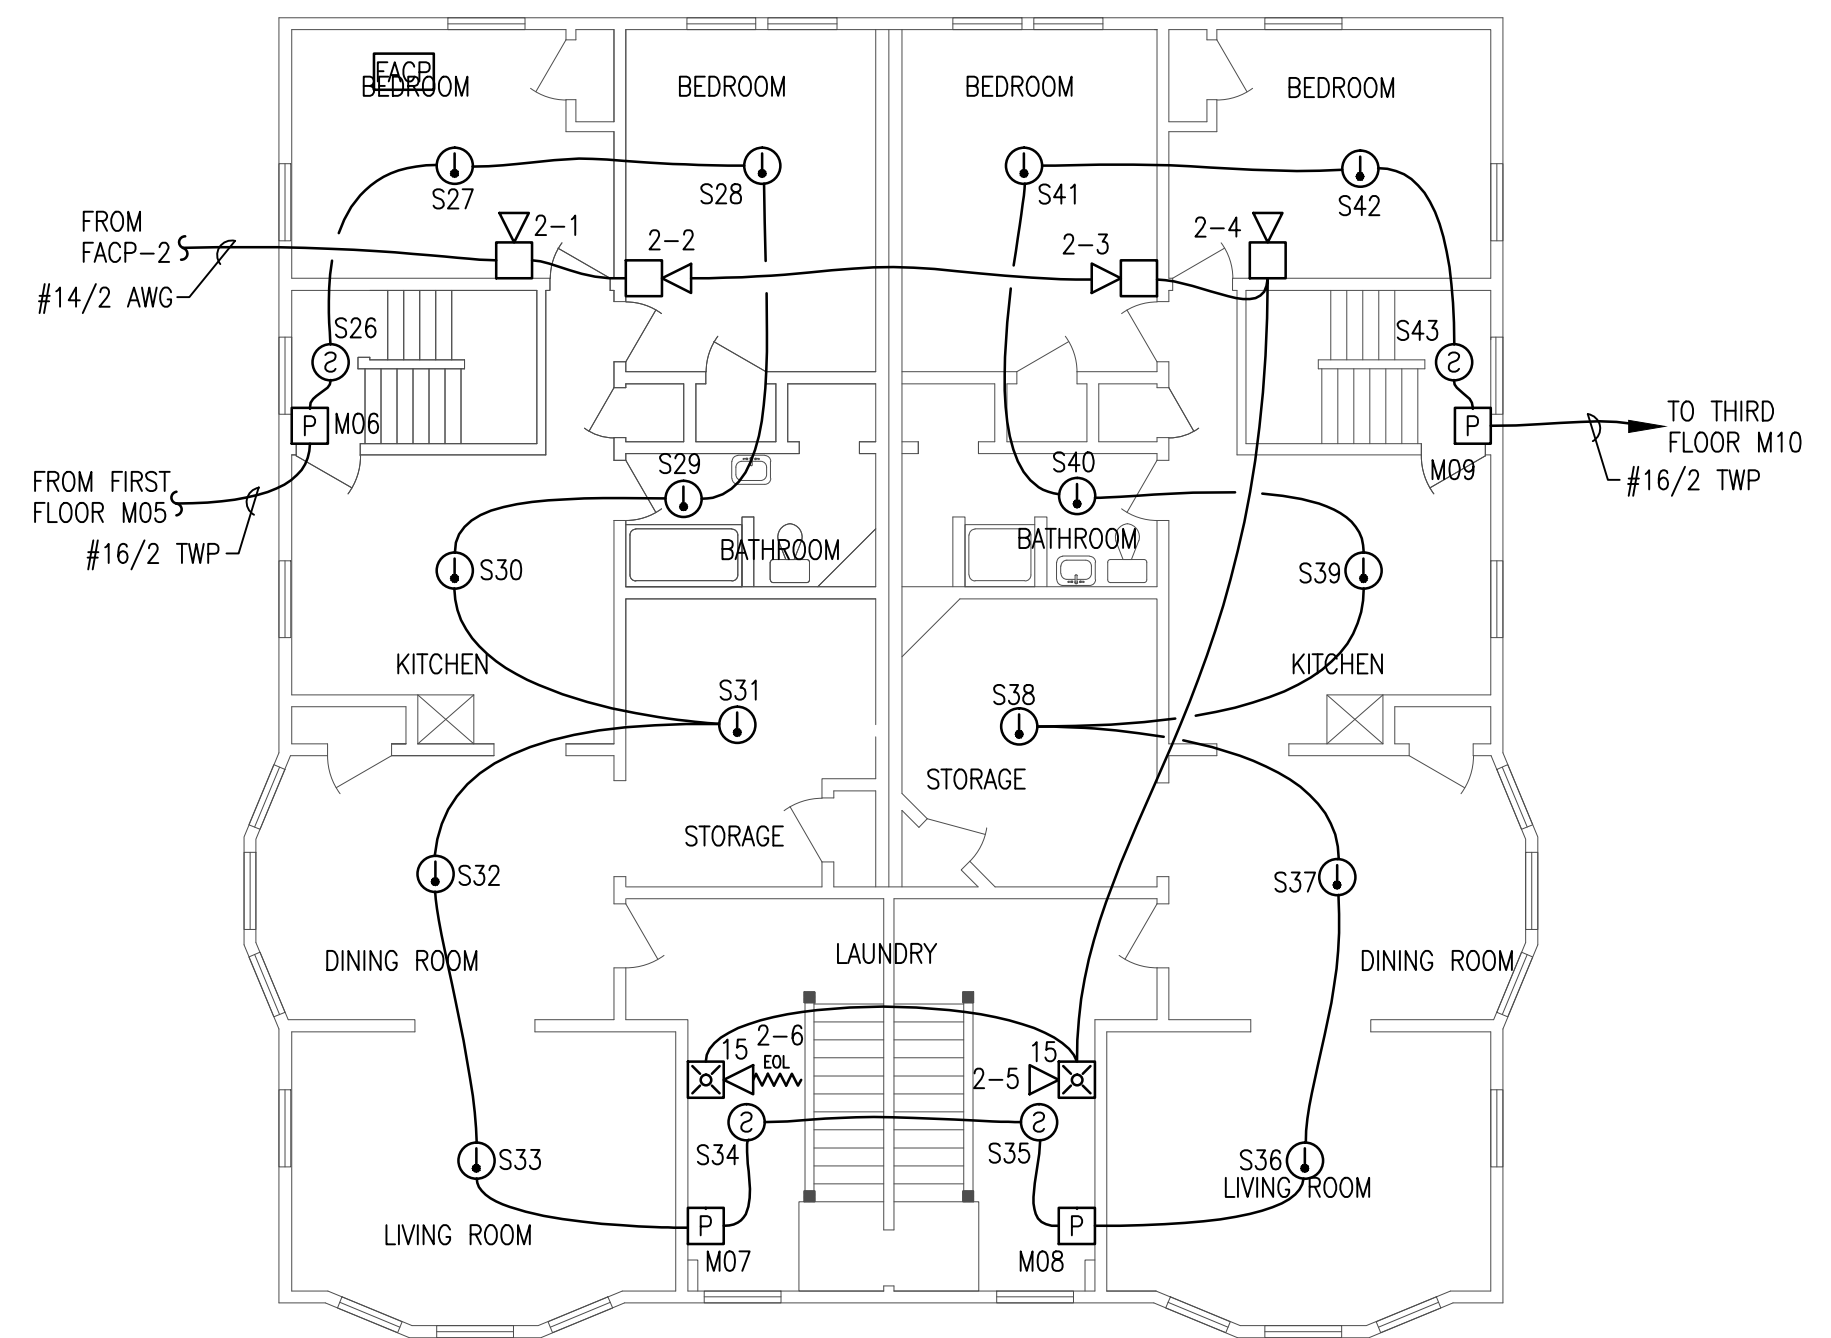 FACP
BEDROOM
BEDROOM
BEDROOM
BEDROOM
S27
S28
S41
S42
FROM
FACP-2
2-1
2-2
2-3
2-4
#14/2 AWG
S26
S43
M06
P
P
TO THIRD
FLOOR M10
M09
#16/2 TWP
FROM FIRST
FLOOR M05
#16/2 TWP
S29
S40
BATHROOM
BATHROOM
S30
S39
KITCHEN
KITCHEN
S31
S38
STORAGE
STORAGE
S32
S37
DINING ROOM
LAUNDRY
DINING ROOM
15
2-6
EOL
15
2-5
S
S
S
S
S34
S35
S33
S36
LIVING ROOM
LIVING ROOM
P
P
M07
M08